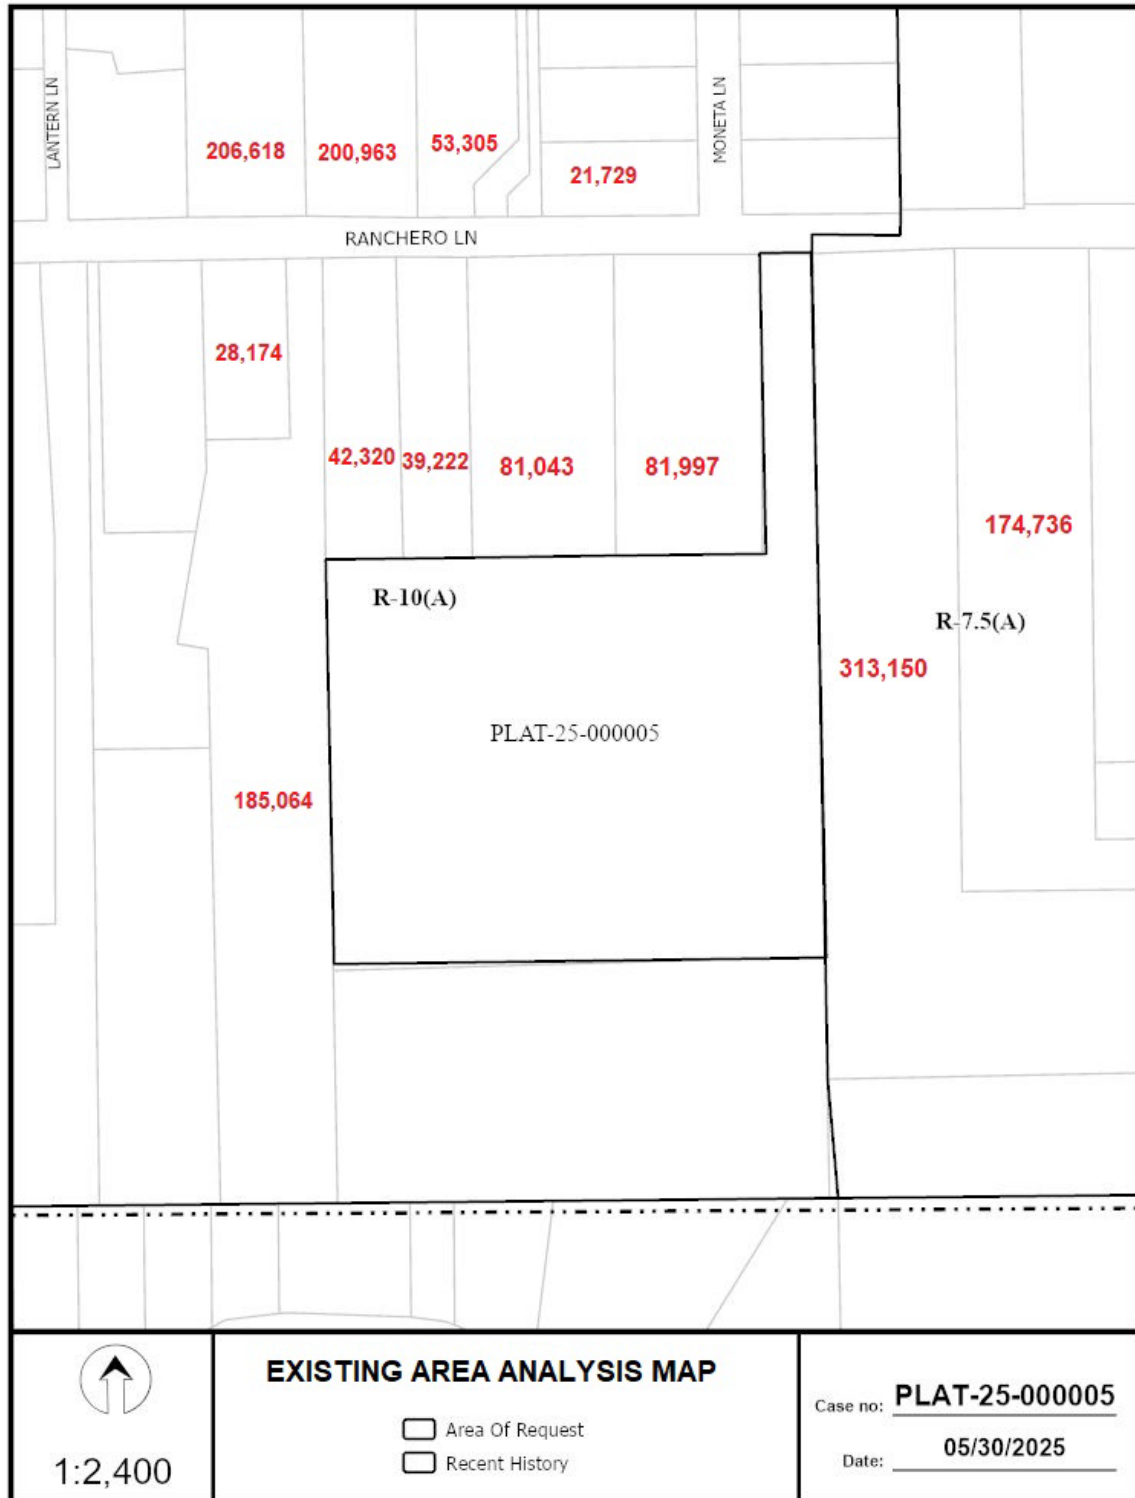 LANTERN LN
206,618
200,963
53,305
21,729
MONETA LN
RANCHERO LN
28,174
42,320
39,222
81,043
81,997
174,736
R-10(A)
R-7.5(A)
313,150
PLAT-25-000005
185,064
1:2,400
EXISTING AREA ANALYSIS MAP
Area Of Request
Recent History
Case no: PLAT-25-000005
Date: 05/30/2025